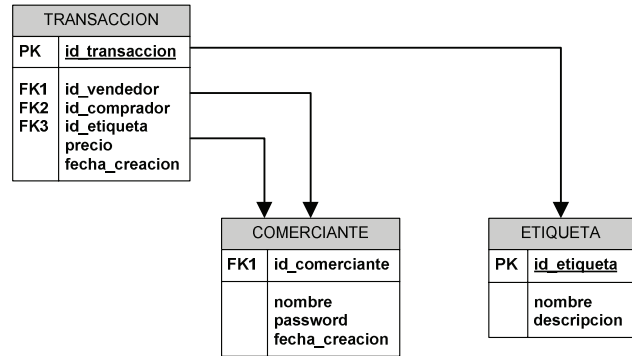 TRANSACCION
PK id_transaccion
FK1 id_vendedor
FK2 id_comprador
FK3 id_etiqueta
precio
fecha_creacion
COMERCIANTE
FK1 id_comerciante
nombre
password
fecha_creacion
ETIQUETA
PK id_etiqueta
nombre
descripcion